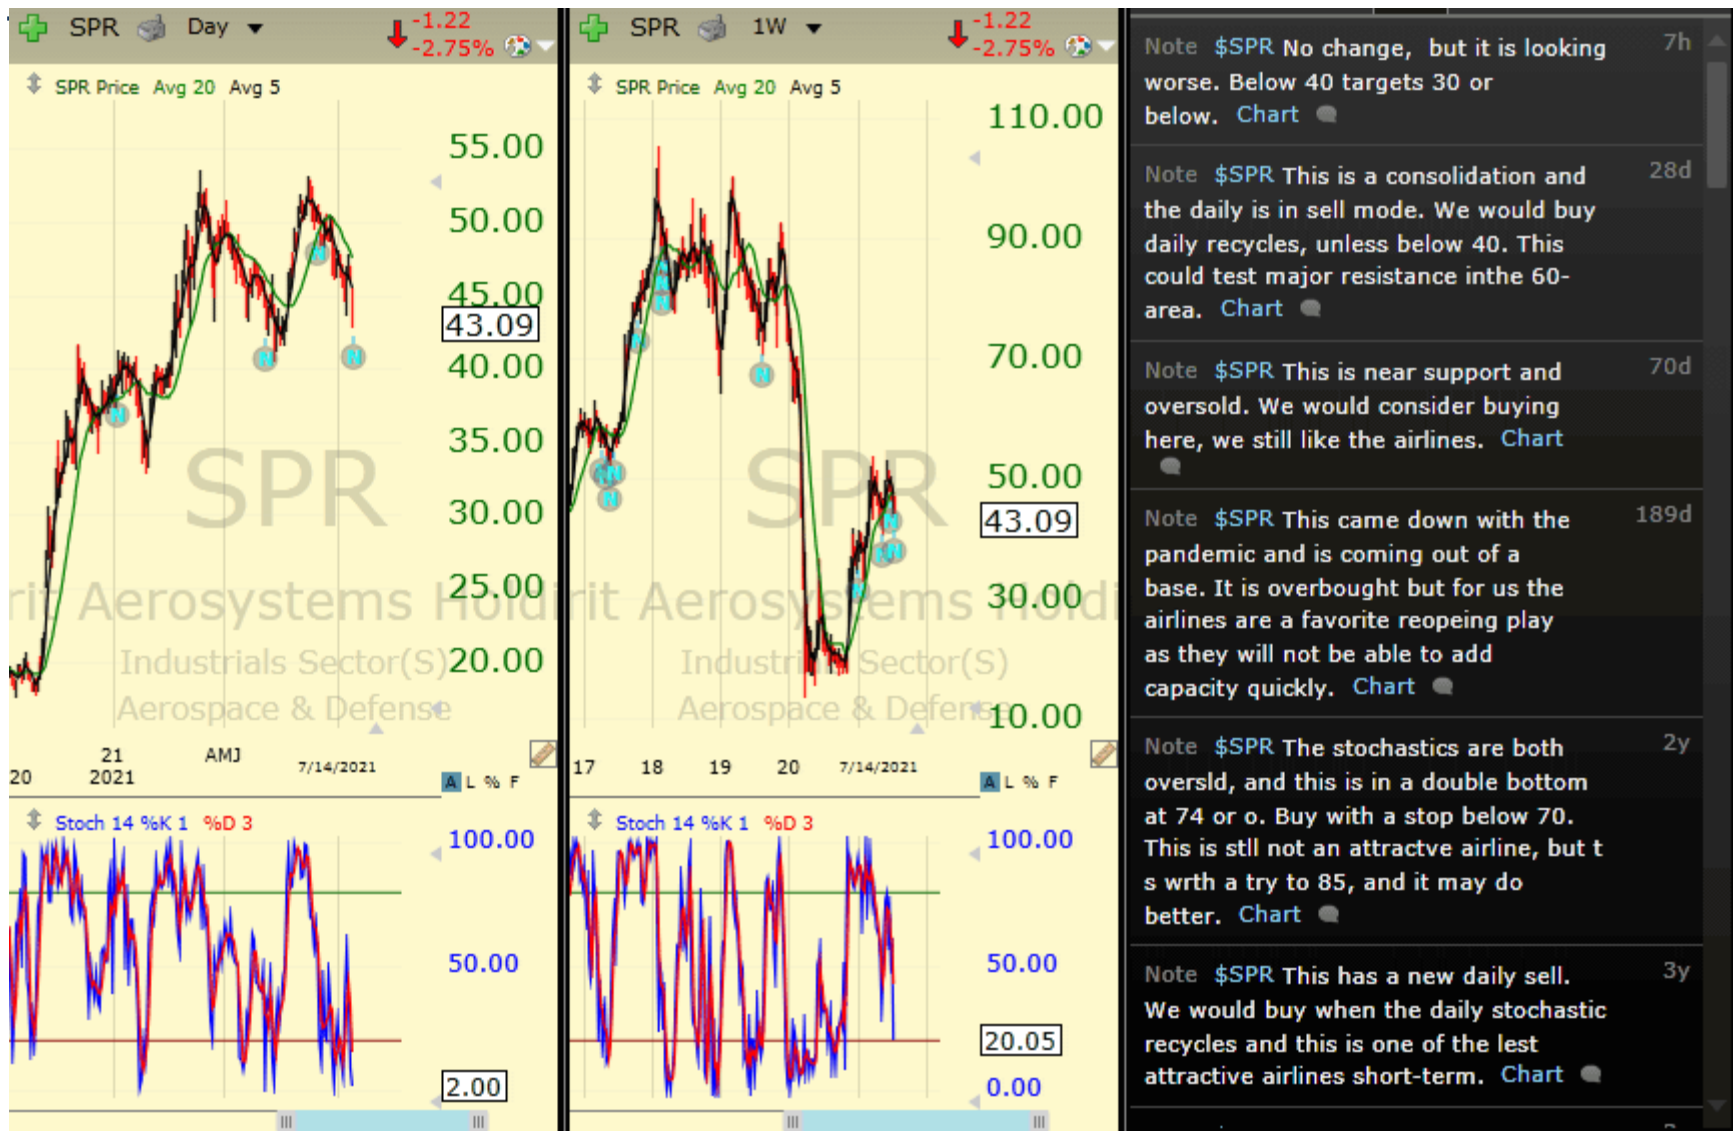 SPR Day -1.22
-2.75%
SPR Price Avg 20 Avg 5
55.00
50.00
45.00
43.09
40.00
35.00
30.00
25.00
20.00
SPR
rit Aerosystems Holdi
Industrials Sector(S)
Aerospace & Defense
20 21 AMJ 7/14/2021
2021
A L % F
Stoch 14 %K 1 %D 3
100.00
50.00
2.00
SPR 1W -1.22
-2.75%
SPR Price Avg 20 Avg 5
110.00
90.00
70.00
50.00
43.09
30.00
10.00
SPR
rit Aerosystems Holdi
Industrials Sector(S)
Aerospace & Defense
17 18 19 20 7/14/2021
A L % F
Stoch 14 %K 1 %D 3
100.00
50.00
20.05
0.00
Note $SPR No change, but it is looking 7h
worse. Below 40 targets 30 or
below. Chart
Note $SPR This is a consolidation and 28d
the daily is in sell mode. We would buy
daily recycles, unless below 40. This
could test major resistance inthe 60-
area. Chart
Note $SPR This is near support and 70d
oversold. We would consider buying
here, we still like the airlines. Chart
Note $SPR This came down with the 189d
pandemic and is coming out of a
base. It is overbought but for us the
airlines are a favorite reopeing play
as they will not be able to add
capacity quickly. Chart
Note $SPR The stochastics are both 2y
oversld, and this is in a double bottom
at 74 or o. Buy with a stop below 70.
This is stll not an attractve airline, but t
s wrth a try to 85, and it may do
better. Chart
Note $SPR This has a new daily sell. 3y
We would buy when the daily stochastic
recycles and this is one of the lest
attractive airlines short-term. Chart